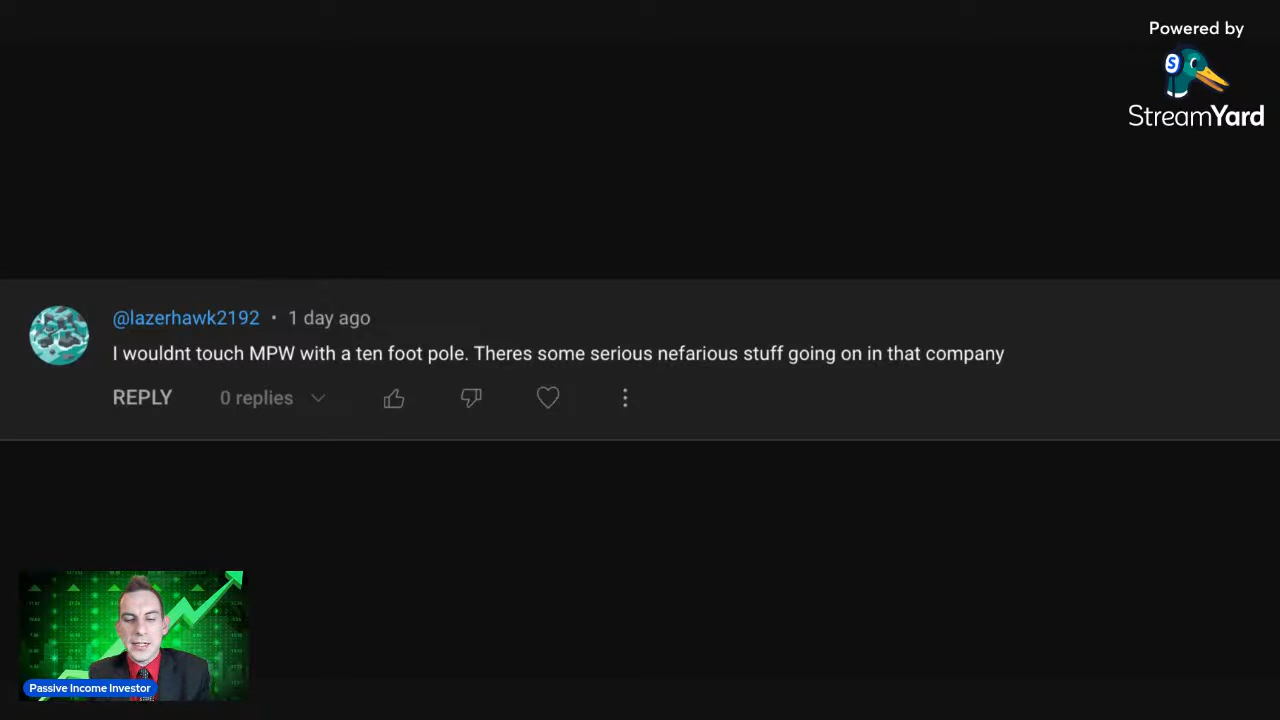 Powered by
StreamYard
@lazerhawk2192 • 1 day ago
I wouldnt touch MPW with a ten foot pole. Theres some serious nefarious stuff going on in that company
REPLY 0 replies
Passive Income Investor